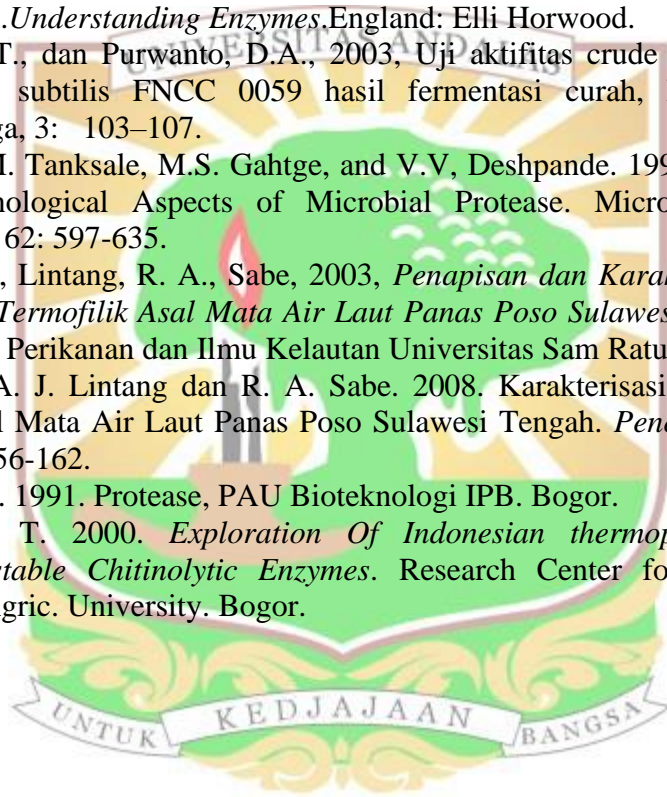 .Understanding Enzymes.England: Elli Horwood.
UNIVERSITAS ANDALAS
T., dan Purwanto, D.A., 2003, Uji aktifitas crude
subtilis FNCC 0059 hasil fermentasi curah,
ga, 3: 103–107.
M. Tanksale, M.S. Gahtge, and V.V, Deshpande. 199
nological Aspects of Microbial Protease. Micro
62: 597-635.
, Lintang, R. A., Sabe, 2003, Penapisan dan Karak
Termofilik Asal Mata Air Laut Panas Poso Sulawes
Perikanan dan Ilmu Kelautan Universitas Sam Ratu
A. J. Lintang dan R. A. Sabe. 2008. Karakterisasi
l Mata Air Laut Panas Poso Sulawesi Tengah. Pen
56-162.
. 1991. Protease, PAU Bioteknologi IPB. Bogor.
T. 2000. Exploration Of Indonesian thermop
table Chitinolytic Enzymes. Research Center fo
gric. University. Bogor.
UNTUK KEDJAJAAN BANGSA